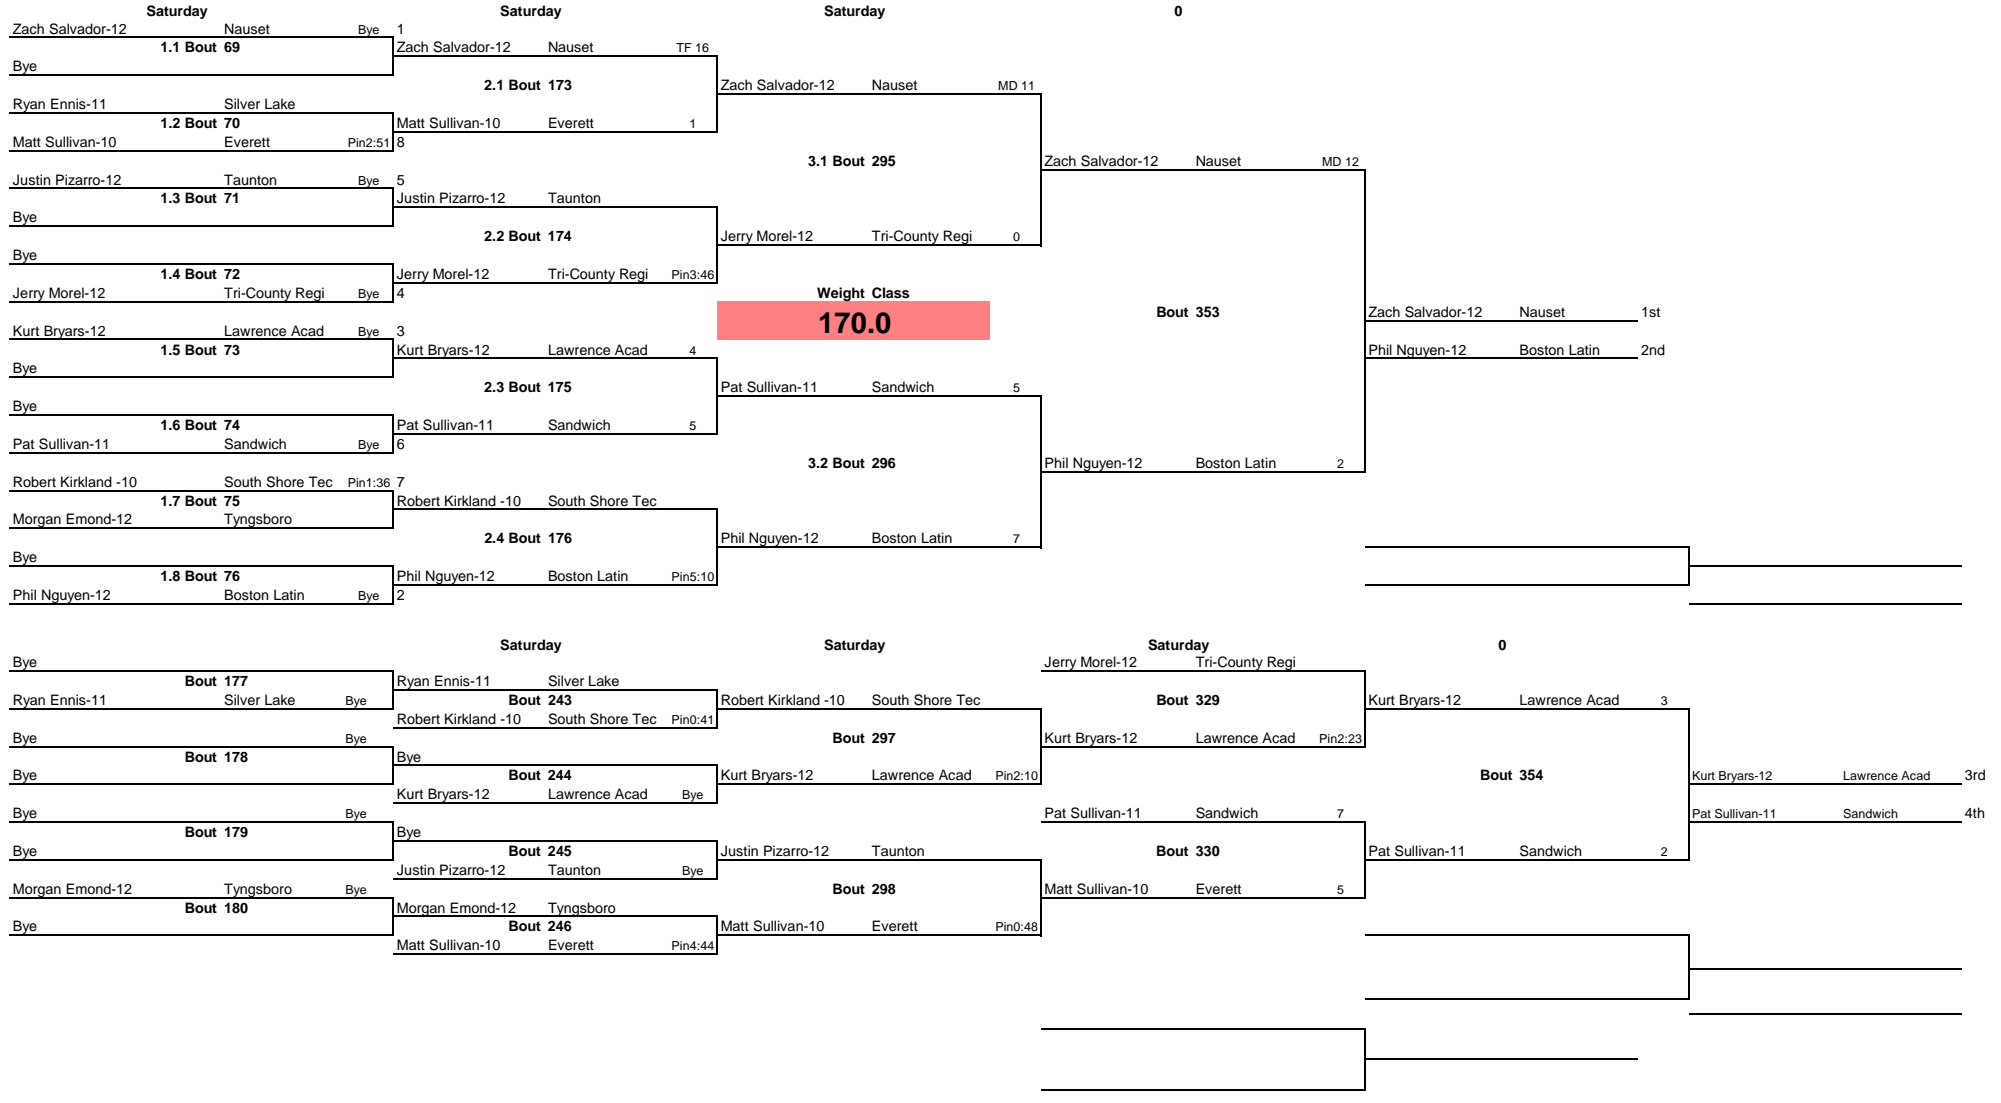 Saturday Saturday Saturday 0
Zach Salvador-12 Nauset Bye 1
1.1 Bout 69 Zach Salvador-12 Nauset TF 16
Bye
2.1 Bout 173 Zach Salvador-12 Nauset MD 11
Ryan Ennis-11 Silver Lake
1.2 Bout 70 Matt Sullivan-10 Everett 1
Matt Sullivan-10 Everett Pin2:51 8
3.1 Bout 295 Zach Salvador-12 Nauset MD 12
Justin Pizarro-12 Taunton Bye 5
1.3 Bout 71 Justin Pizarro-12 Taunton
Bye
2.2 Bout 174 Jerry Morel-12 Tri-County Regi 0
Bye
1.4 Bout 72 Jerry Morel-12 Tri-County Regi Pin3:46
Jerry Morel-12 Tri-County Regi Bye 4 Weight Class
170.0 Bout 353 Zach Salvador-12 Nauset 1st
Kurt Bryars-12 Lawrence Acad Bye 3
1.5 Bout 73 Kurt Bryars-12 Lawrence Acad 4 Phil Nguyen-12 Boston Latin 2nd
Bye
2.3 Bout 175 Pat Sullivan-11 Sandwich 5
Bye
1.6 Bout 74 Pat Sullivan-11 Sandwich 5
Pat Sullivan-11 Sandwich Bye 6
3.2 Bout 296 Phil Nguyen-12 Boston Latin 2
Robert Kirkland -10 South Shore Tec Pin1:36 7
1.7 Bout 75 Robert Kirkland -10 South Shore Tec
Morgan Emond-12 Tyngsboro
2.4 Bout 176 Phil Nguyen-12 Boston Latin 7
Bye
1.8 Bout 76 Phil Nguyen-12 Boston Latin Pin5:10
Phil Nguyen-12 Boston Latin Bye 2
Saturday Saturday Saturday 0
Bye Jerry Morel-12 Tri-County Regi
Bout 177 Ryan Ennis-11 Silver Lake
Ryan Ennis-11 Silver Lake Bye Bout 243 Robert Kirkland -10 South Shore Tec Bout 329 Kurt Bryars-12 Lawrence Acad 3
Robert Kirkland -10 South Shore Tec Pin0:41
Bye Bye Bout 297 Kurt Bryars-12 Lawrence Acad Pin2:23
Bout 178 Bye
Bye Bout 244 Kurt Bryars-12 Lawrence Acad Pin2:10 Bout 354 Kurt Bryars-12 Lawrence Acad 3rd
Kurt Bryars-12 Lawrence Acad Bye
Bye Bye Pat Sullivan-11 Sandwich 7 Pat Sullivan-11 Sandwich 4th
Bout 179 Bye
Bye Bout 245 Justin Pizarro-12 Taunton Bout 330 Pat Sullivan-11 Sandwich 2
Justin Pizarro-12 Taunton Bye
Morgan Emond-12 Tyngsboro Bye Bout 298 Matt Sullivan-10 Everett 5
Bout 180 Morgan Emond-12 Tyngsboro
Bye Bout 246 Matt Sullivan-10 Everett Pin0:48
Matt Sullivan-10 Everett Pin4:44